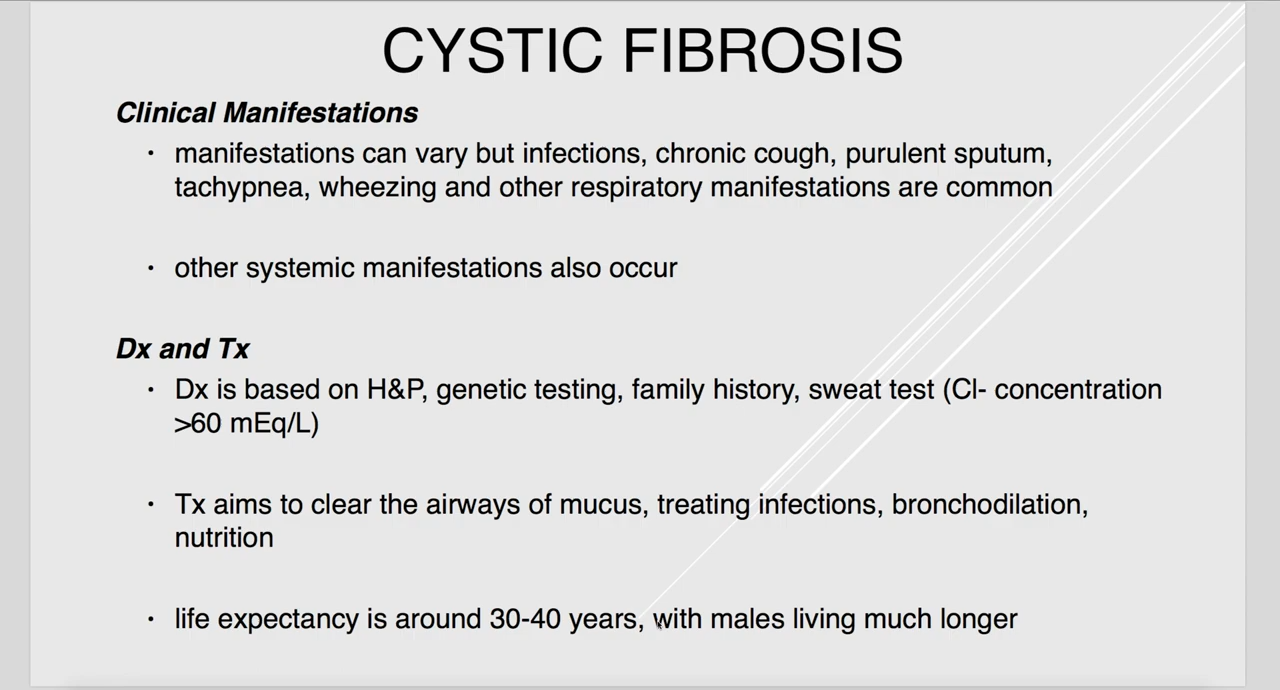 CYSTIC FIBROSIS
Clinical Manifestations
· manifestations can vary but infections, chronic cough, purulent sputum,
tachypnea, wheezing and other respiratory manifestations are common
· other systemic manifestations also occur
Dx and Tx
· Dx is based on H&P, genetic testing, family history, sweat test (Cl- concentration
>60 mEq/L)
· Tx aims to clear the airways of mucus, treating infections, bronchodilation,
nutrition
· life expectancy is around 30-40 years, with males living much longer